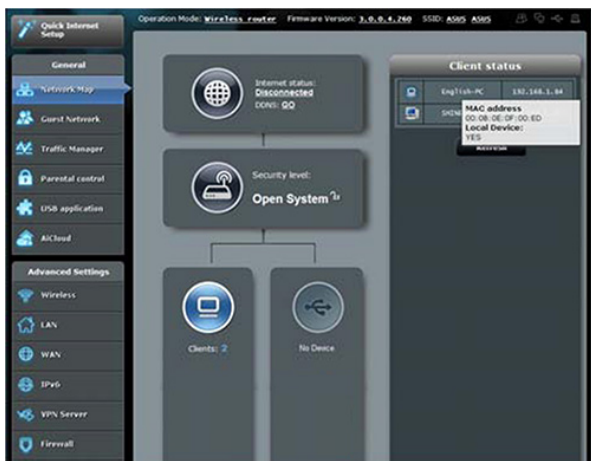 Quick Internet
Setup
Operation Mode: Wireless router Firmware Version: 3.0.0.4.260 SSID: ASUS ASUS
General
Network Map
Guest Network
Traffic Manager
Parental control
USB application
AiCloud
Advanced Settings
Wireless
LAN
WAN
IPv6
VPN Server
Firewall
Internet status:
Disconnected
DDNS: GO
Security level:
Open System
Clients: 2
No Device
Client status
English-PC 192.168.1.84
MAC address
00:08:0E:0F:00:ED
Local Device:
YES